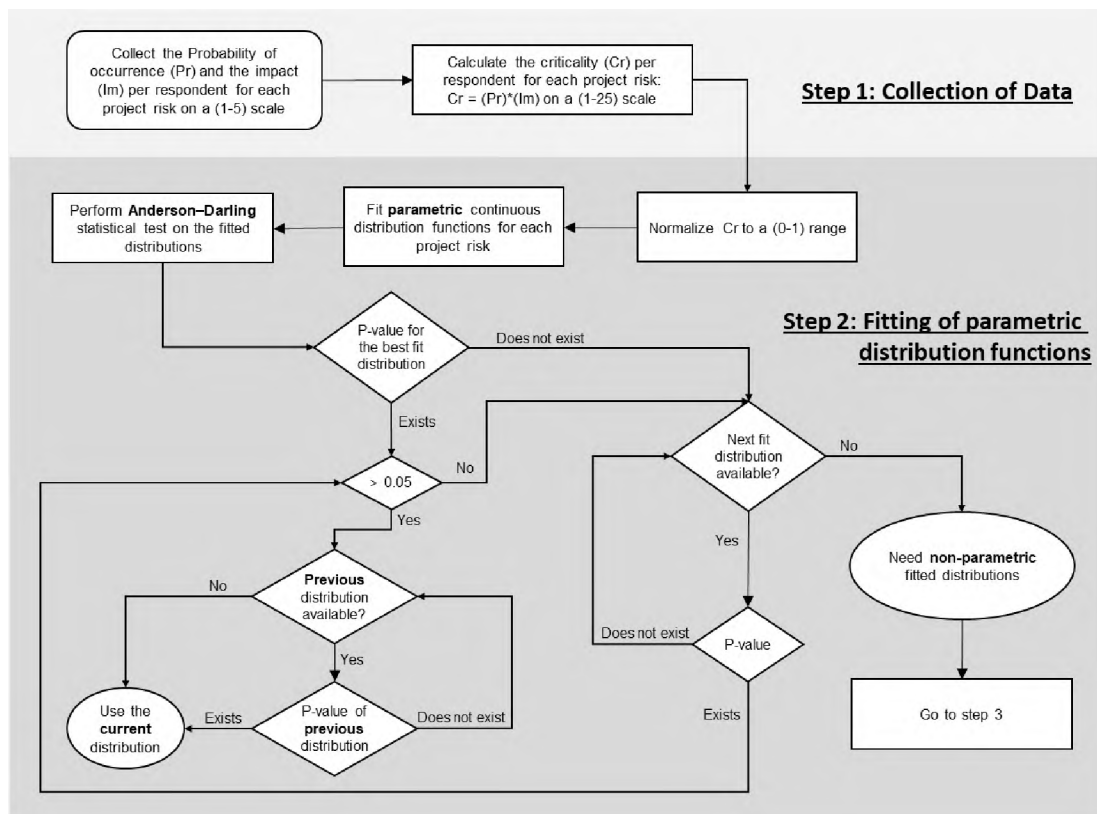 Collect the Probability of
occurrence (Pr) and the impact
(Im) per respondent for each
project risk on a (1-5) scale
Calculate the criticality (Cr) per
respondent for each project risk:
Cr = (Pr)*(Im) on a (1-25) scale
Step 1: Collection of Data
Perform Anderson–Darling
statistical test on the fitted
distributions
Fit parametric continuous
distribution functions for each
project risk
Normalize Cr to a (0-1) range
Step 2: Fitting of parametric
distribution functions
P-value for
the best fit
distribution
Does not exist
Exists
> 0.05
No
Yes
Next fit
distribution
available?
No
Yes
Need non-parametric
fitted distributions
Previous
distribution
available?
No
Yes
Does not exist
P-value
Exists
Use the
current
distribution
Exists
P-value of
previous
distribution
Does not exist
Go to step 3